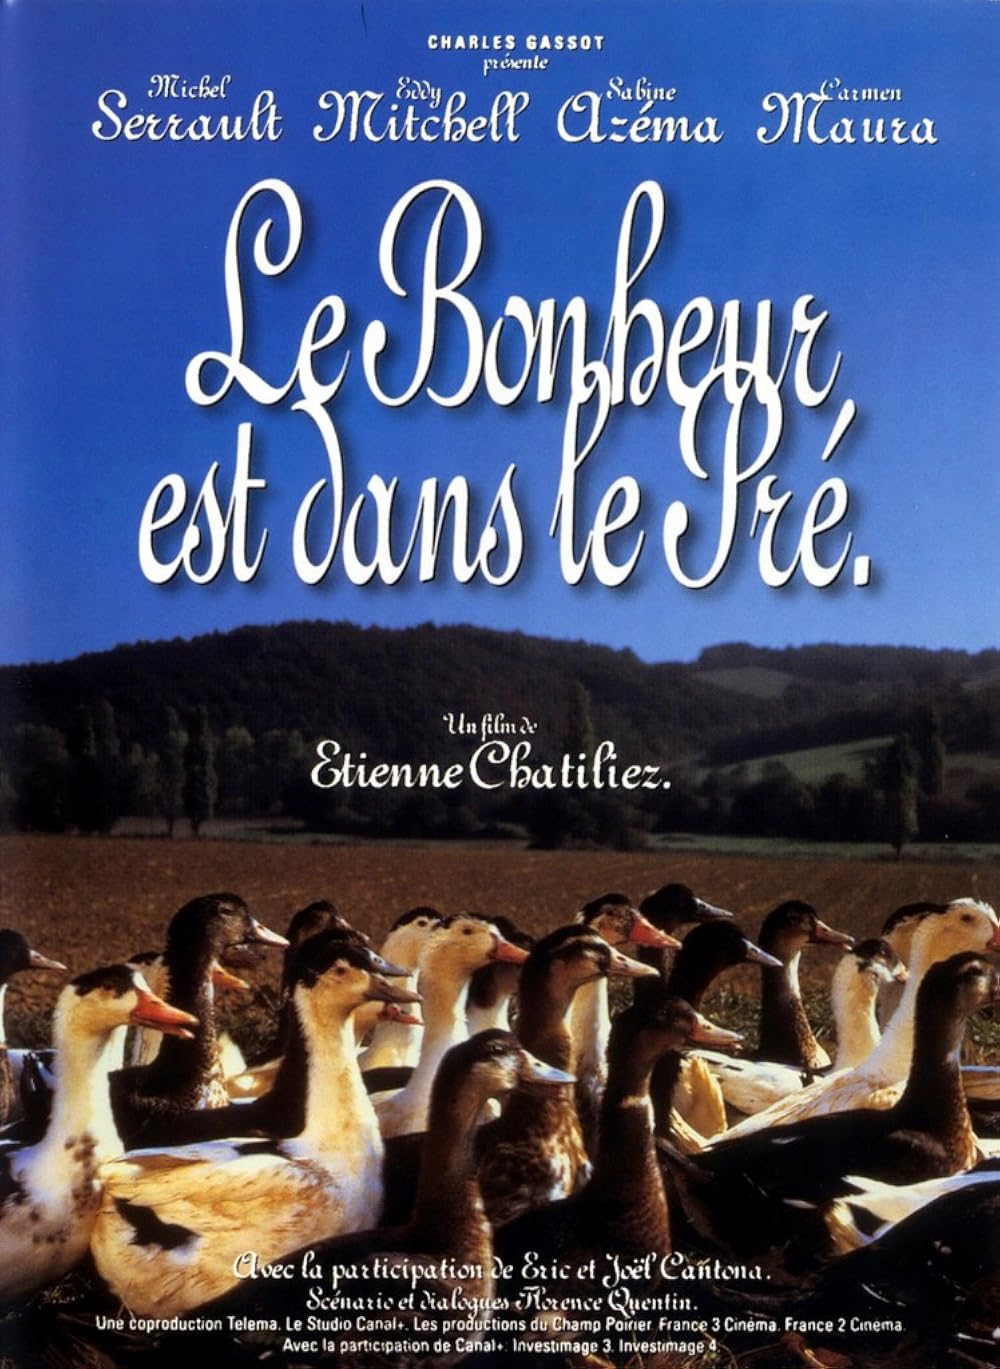 CHARLES GASSOT
présente
Michel Serrault Eddy Mitchell Sabine Azéma Carmen Maura
Le Bonheur
est dans le Pré.
Un film de
Etienne Chatiliez.
Avec la participation de Eric et Joël Cantona.
Scénario et dialogues Florence Quentin.
Une coproduction Telema. Le Studio Canal+. Les productions du Champ Poirier. France 3 Cinéma. France 2 Cinéma.
Avec la participation de Canal+. Investimage 3. Investimage 4.